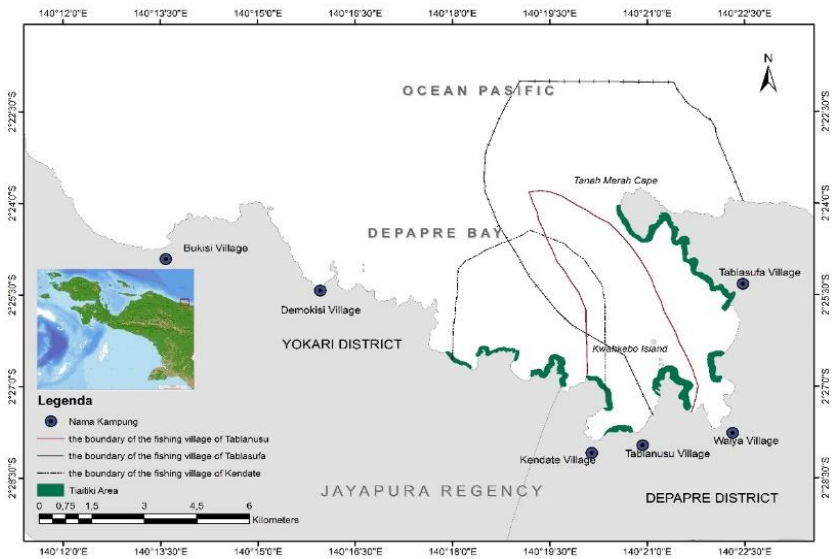 140°12'0"E 140°13'30"E 140°15'0"E 140°16'30"E 140°18'0"E 140°19'30"E 140°21'0"E 140°22'30"E
N
OCEAN PASIFIC
2°22'30"S 2°22'30"S
Tanah Merah Cape
2°24'0"S 2°24'0"S
DEPAPRE BAY
Bukisi Village
Tablasufa Village
2°25'30"S 2°25'30"S
Demokisi Village
YOKARI DISTRICT
Kwahkebo Island
2°27'0"S 2°27'0"S
Legenda
Nama Kampung
the boundary of the fishing village of Tablanusu
the boundary of the fishing village of Tablasufa
the boundary of the fishing village of Kendate
Tiaitiki Area
Waiya Village
Tablanusu Village
Kendate Village
2°28'30"S 2°28'30"S
JAYAPURA REGENCY
DEPAPRE DISTRICT
0 0,75 1,5 3 4,5 6
Kilometers
140°12'0"E 140°13'30"E 140°15'0"E 140°16'30"E 140°18'0"E 140°19'30"E 140°21'0"E 140°22'30"E